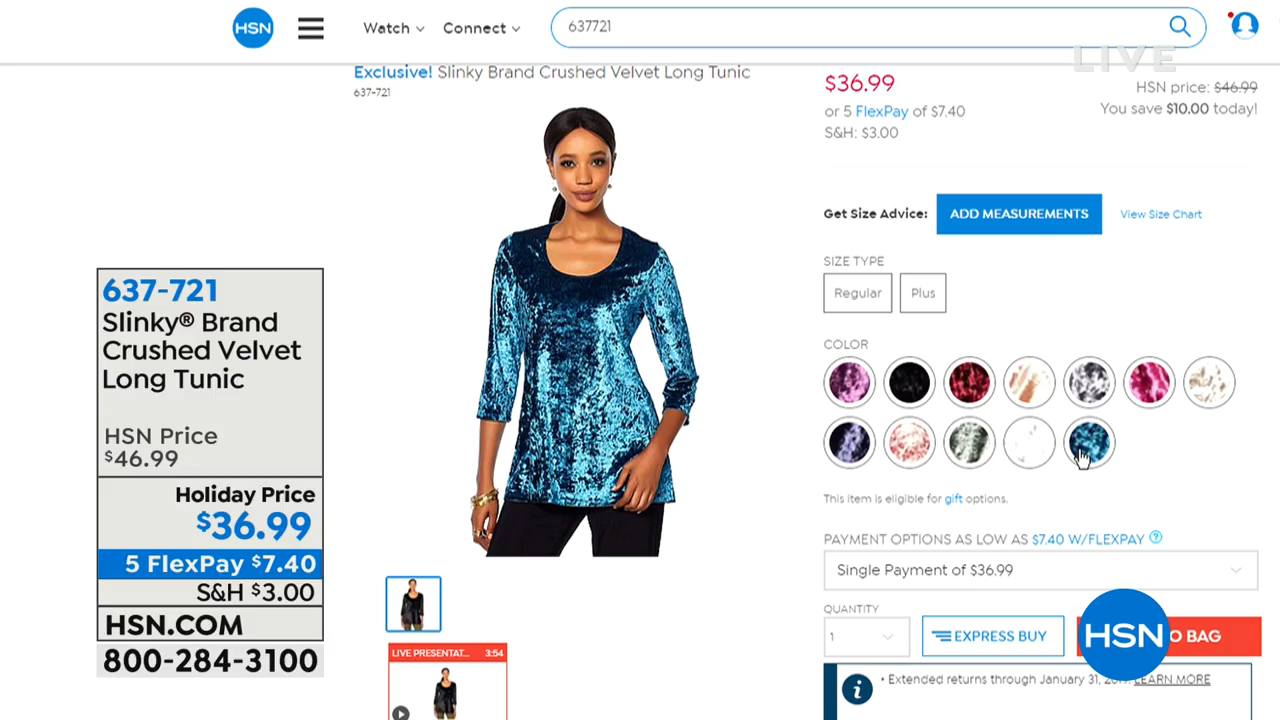 HSN
Watch
Connect
637721
LIVE
Exclusive! Slinky Brand Crushed Velvet Long Tunic
637-721
$36.99
HSN price: $46.99
or 5 FlexPay of $7.40
You save $10.00 today!
S&H: $3.00
Get Size Advice:
ADD MEASUREMENTS
View Size Chart
SIZE TYPE
Regular
Plus
COLOR
This item is eligible for gift options.
PAYMENT OPTIONS AS LOW AS $7.40 W/FLEXPAY ?
Single Payment of $36.99
QUANTITY
1
EXPRESS BUY
O BAG
HSN
i
• Extended returns through January 31, LEARN MORE
637-721
Slinky® Brand
Crushed Velvet
Long Tunic
HSN Price
$46.99
Holiday Price
$36.99
5 FlexPay $7.40
S&H $3.00
HSN.COM
800-284-3100
LIVE PRESENTAT... 3:54